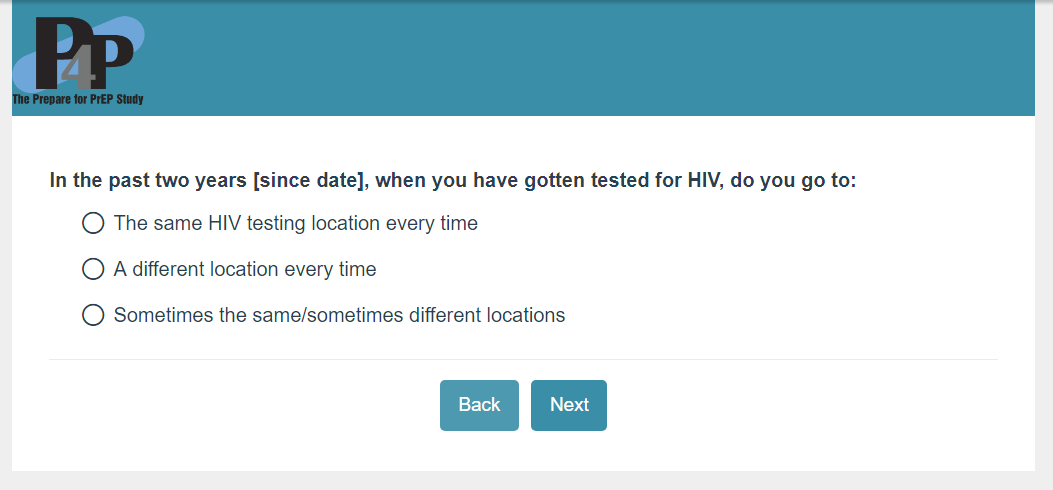 P4P
The Prepare for PrEP Study
In the past two years [since date], when you have gotten tested for HIV, do you go to:
The same HIV testing location every time
A different location every time
Sometimes the same/sometimes different locations
Back
Next